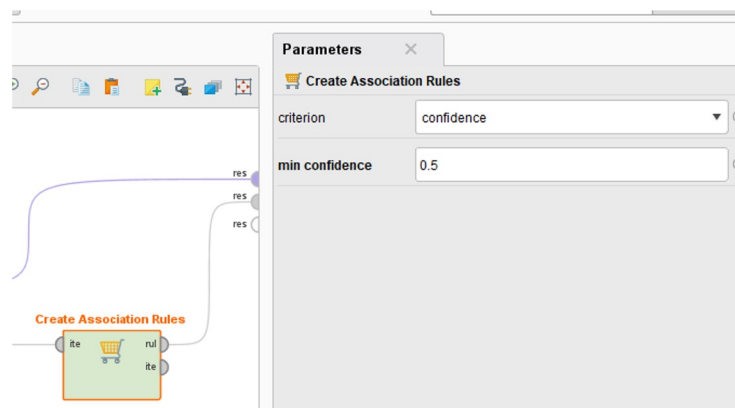 Parameters
Create Association Rules
criterion
confidence
min confidence
0.5
res
res
res
Create Association Rules
ite
rul
ite